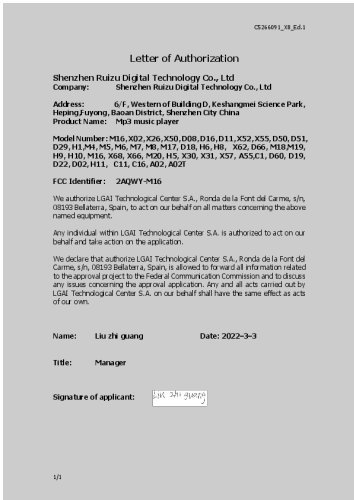 C5266091_X8_Ed.1
Letter of Authorization
Shenzhen Ruizu Digital Technology Co., Ltd
Company: Shenzhen Ruizu Digital Technology Co., Ltd
Address: 6/F, Western of Building D, Keshangmei Science Park,
Heping,Fuyong, Baoan District, Shenzhen City China
Product Name: Mp3 music player
Model Number: M16, X02, X26, X50, D08, D16, D11, X52, X55, D50, D51,
D29, H1,M4, M5, M6, M7, M8, M17, D18, H6, H8, X62, D66, M18,M19,
H9, H10, M16, X68, X66, M20, H5, X30, X31, X57, A55,C1, D60, D19,
D22, D02, H11, C11, C16, A02, A02T
FCC Identifier: 2AQWY-M16
We authorize LGAI Technological Center S.A., Ronda de la Font del Carme, s/n,
08193 Bellaterra, Spain, to act on our behalf on all matters concerning the above
named equipment.
Any individual within LGAI Technological Center S.A. is authorized to act on our
behalf and take action on the application.
We declare that authorize LGAI Technological Center S.A., Ronda de la Font del
Carme, s/n, 08193 Bellaterra, Spain, is allowed to forward all information related
to the approval project to the Federal Communication Commission and to discuss
any issues concerning the approval application. Any and all acts carried out by
LGAI Technological Center S.A. on our behalf shall have the same effect as acts
of our own.
Name: Liu zhi guang Date: 2022-3-3
Title: Manager
Signature of applicant: Liu zhi guang
1/1